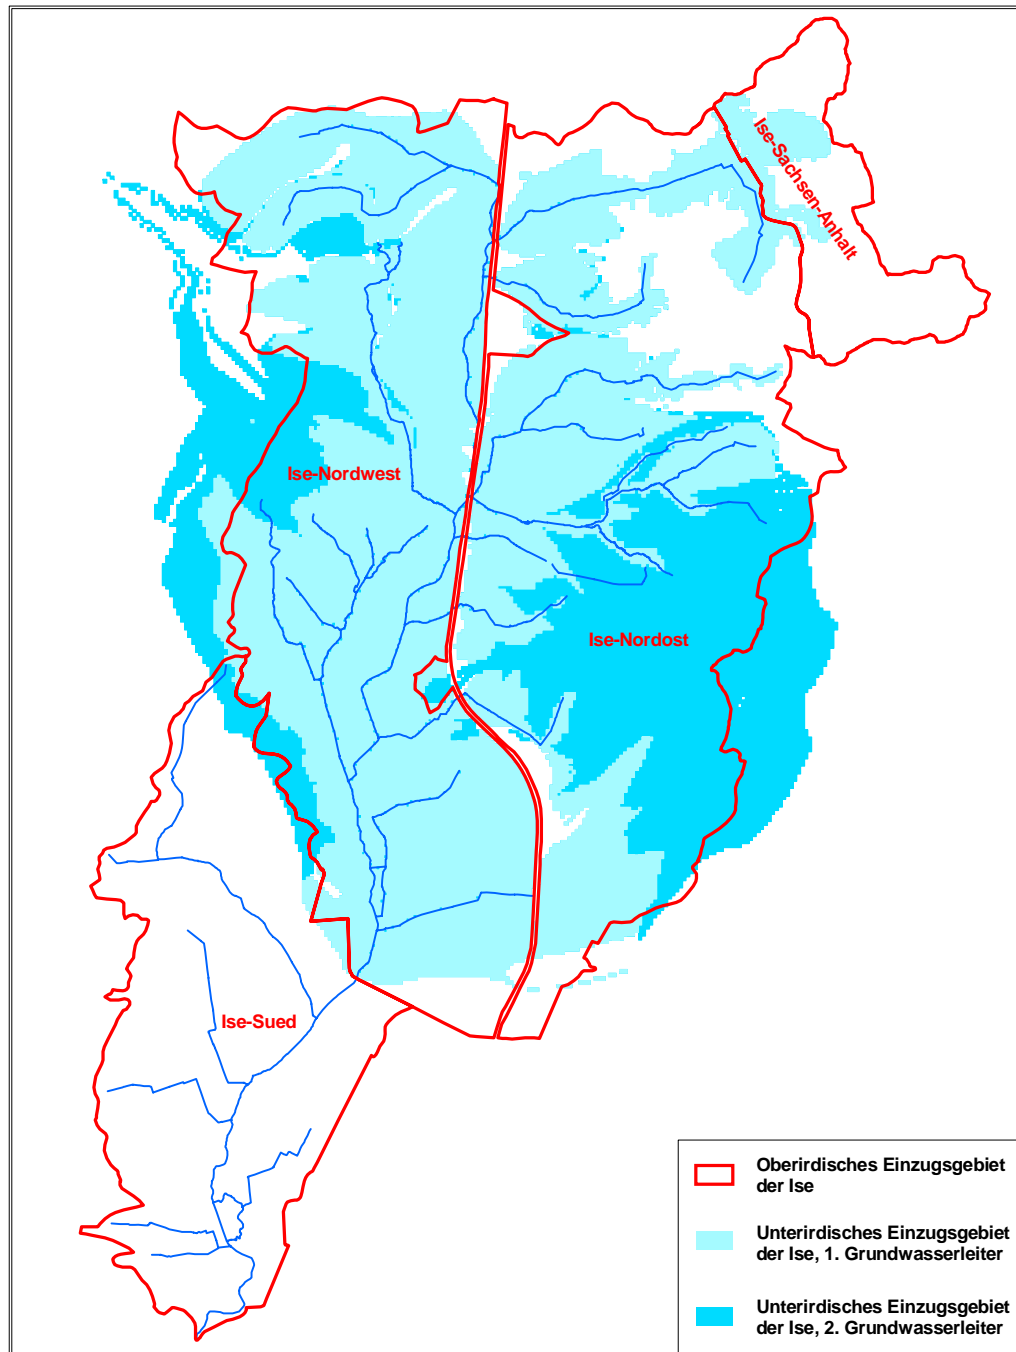 Ise-Sachsen-Anhalt
Ise-Nordwest
Ise-Nordost
Ise-Sued
Oberirdisches Einzugsgebiet
der Ise
Unterirdisches Einzugsgebiet
der Ise, 1. Grundwasserleiter
Unterirdisches Einzugsgebiet
der Ise, 2. Grundwasserleiter